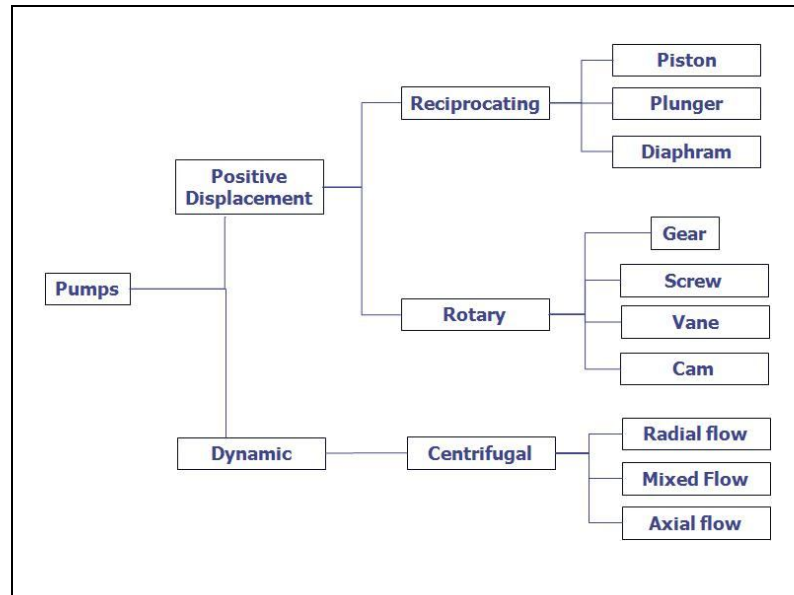 Pumps
Positive
Displacement
Reciprocating
Piston
Plunger
Diaphram
Rotary
Gear
Screw
Vane
Cam
Dynamic
Centrifugal
Radial flow
Mixed Flow
Axial flow